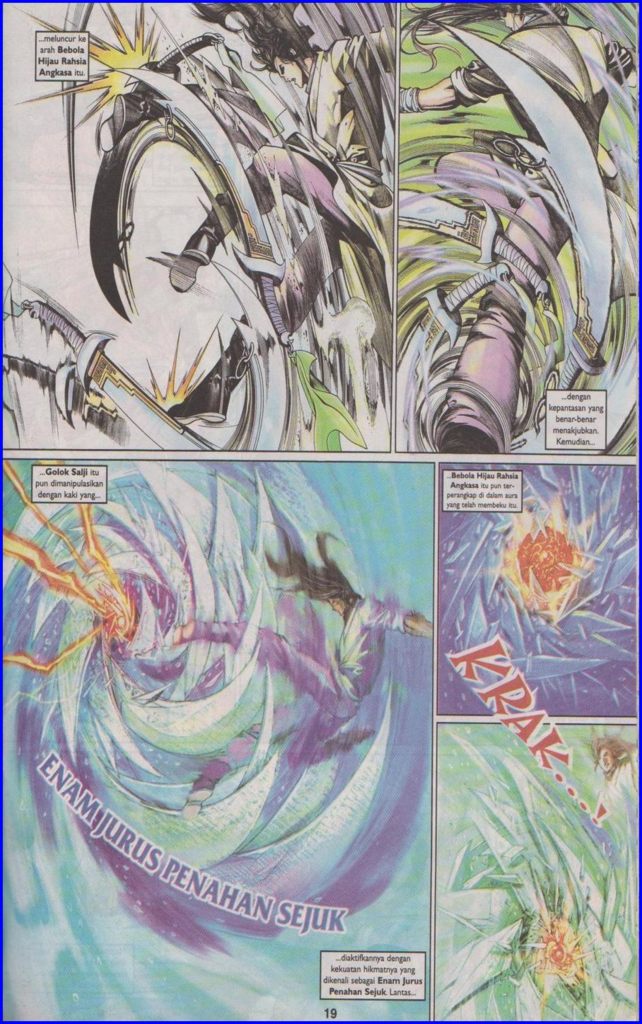 ...meluncur ke
arah Bebola
Hijau Rahsia
Angkasa itu.
...dengan
kepantasan yang
benar-benar
menakjubkan.
Kemudian...
...Golok Salji itu
pun dimanipulasikan
dengan kaki yang...
ENAM JURUS PENAHAN SEJUK
...diaktifkannya dengan
kekuatan hikmatnya yang
dikenali sebagai Enam Jurus
Penahan Sejuk. Lantas...
...Bebola Hijau Rahsia
Angkasa itu pun ter-
perangkap di dalam aura
yang telah membeku itu.
KRAK....!
19